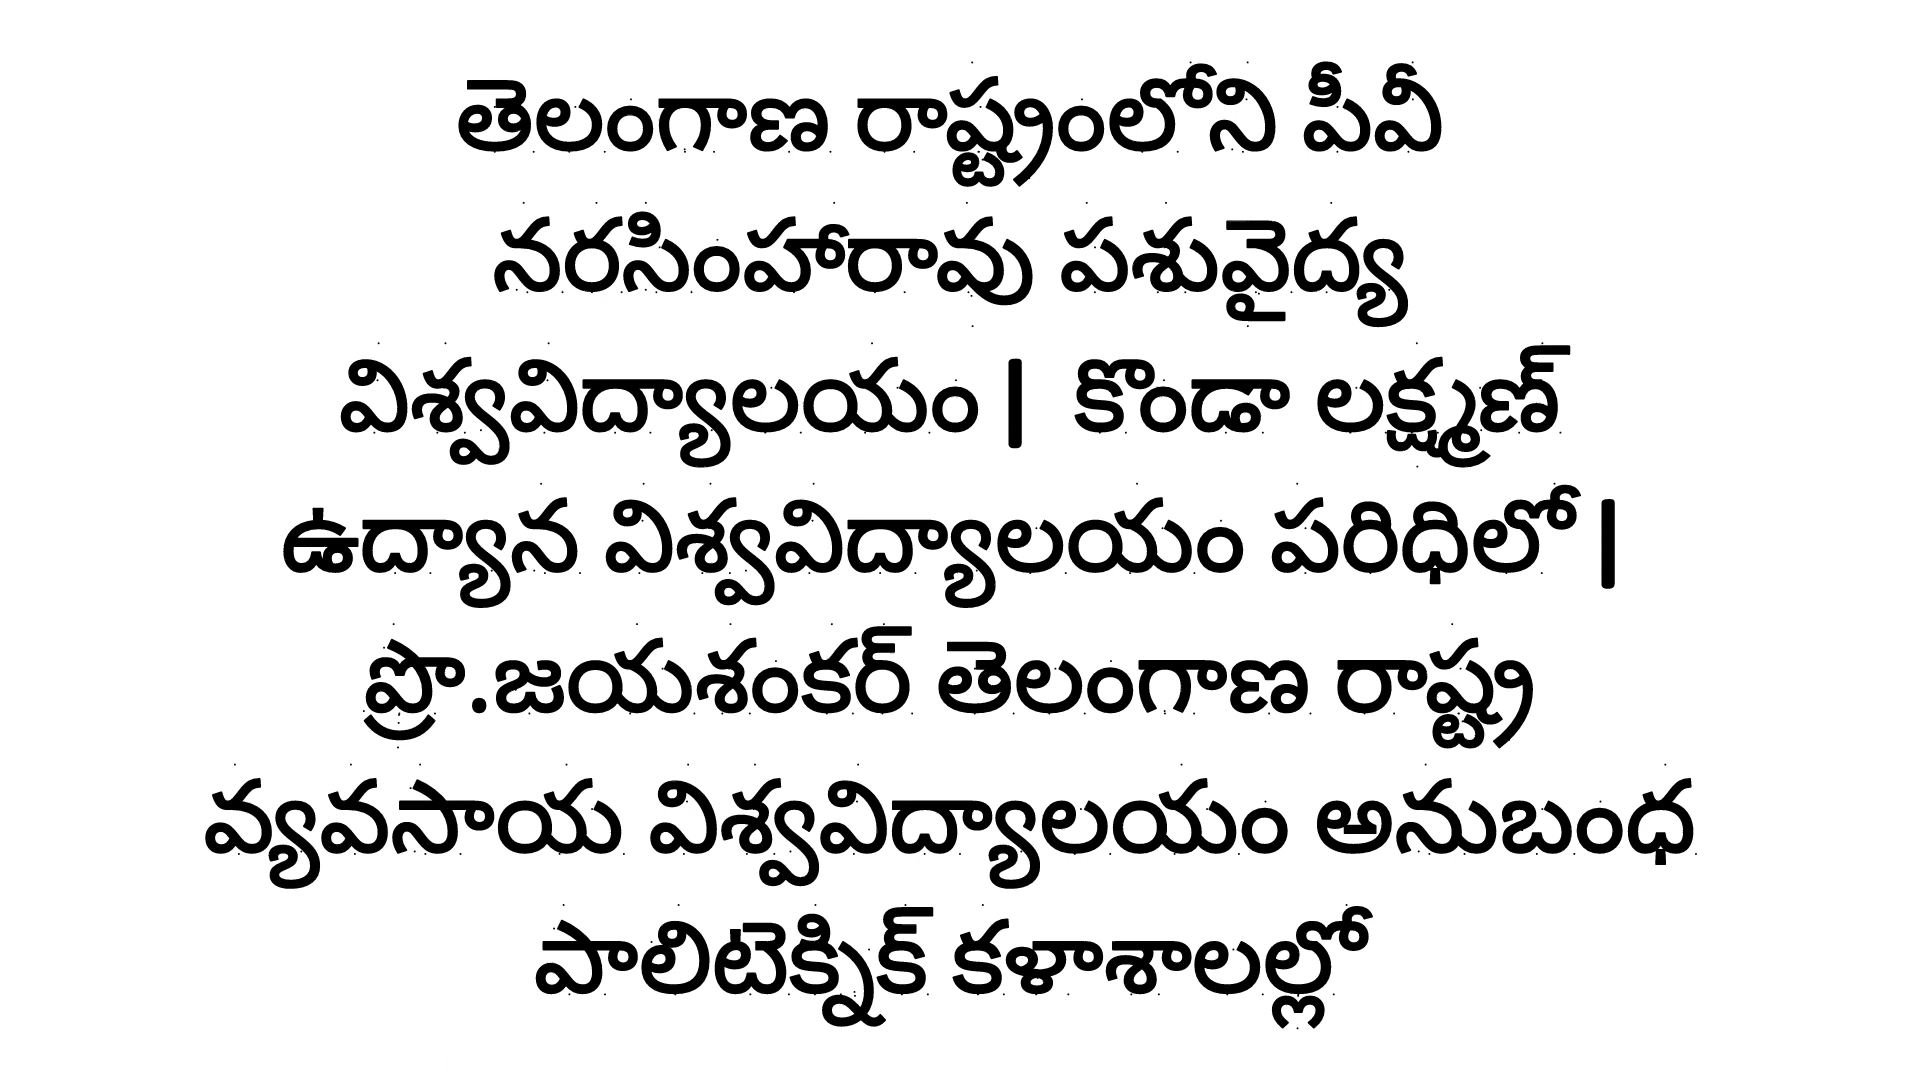 తెలంగాణ రాష్ట్రంలోని పీవీ
నరసింహారావు పశువైద్య
విశ్వవిద్యాలయం | కొండా లక్ష్మణ్
ఉద్యాన విశ్వవిద్యాలయం పరిధిలో |
ప్రొ.జయశంకర్ తెలంగాణ రాష్ట్ర
వ్యవసాయ విశ్వవిద్యాలయం అనుబంధ
పాలిటెక్నిక్ కళాశాలల్లో